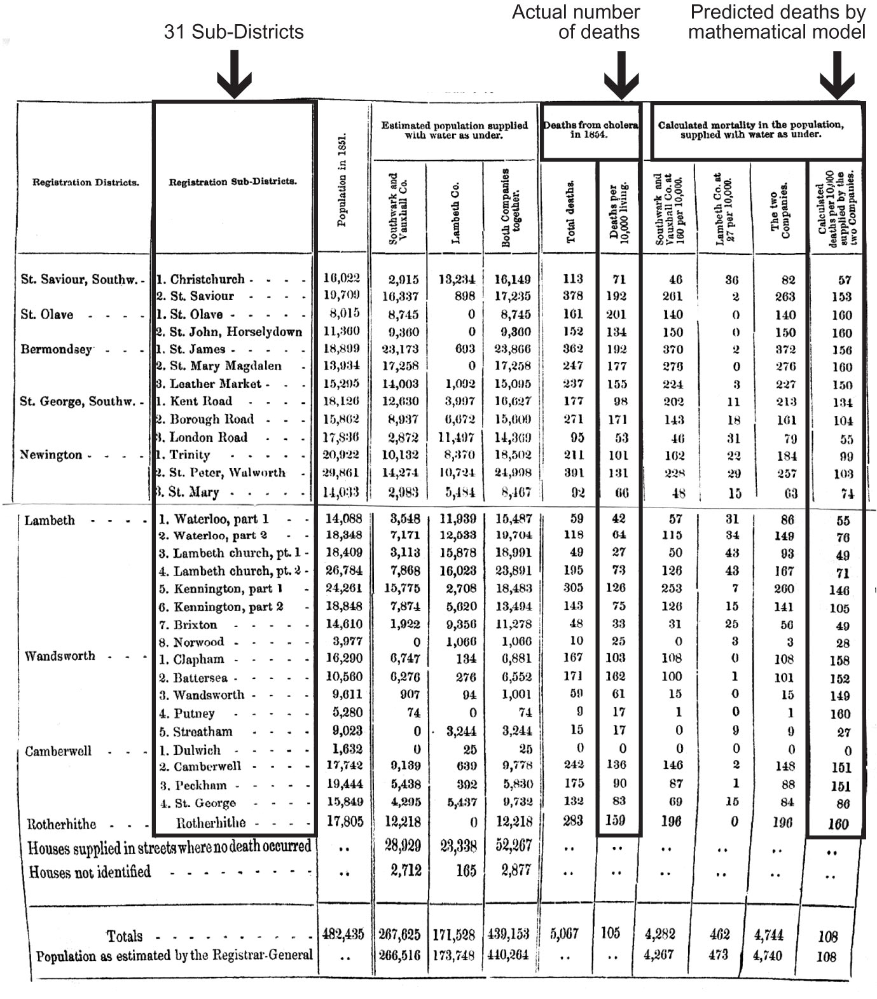 31 Sub-Districts
Actual number
of deaths
Predicted deaths by
mathematical model
Registration Districts.
Registration Sub-Districts.
Population in 1851.
Estimated population supplied
with water as under.
Southwark and
Vauxhall Co.
Lambeth Co.
Both Companies
together.
Deaths from cholera
in 1854.
Total deaths.
Deaths per
10,000 living.
Calculated mortality in the population,
supplied with water as under.
Southwark and
Vauxhall Co. at
160 per 10,000.
Lambeth Co. at
27 per 10,000.
The two
Companies.
Calculated
deaths per 10,000
supplied by the
two Companies.
St. Saviour, Southw. - 1. Christchurch - - - - 16,022 2,915 13,234 16,149 113 71 46 36 82 57
2. St. Saviour - - - - 19,709 16,337 898 17,235 378 192 261 2 263 153
St. Olave - - - - 1. St. Olave - - - - - 8,015 8,745 0 8,745 161 201 140 0 140 160
2. St. John, Horselydown 11,360 9,360 0 9,360 152 134 150 0 150 160
Bermondsey - - - 1. St. James - - - - - 18,899 23,173 693 23,866 362 192 370 2 372 156
2. St. Mary Magdalen - 13,934 17,258 0 17,258 247 177 276 0 276 160
3. Leather Market - - - 15,295 14,003 1,092 15,095 237 155 224 3 227 150
St. George, Southw. - 1. Kent Road - - - - 18,126 12,630 3,997 16,627 177 98 202 11 213 134
2. Borough Road - - - 15,862 8,937 6,672 15,609 271 171 143 18 161 104
3. London Road - - - 17,836 2,872 11,497 14,369 95 53 46 31 79 55
Newington - - - - 1. Trinity - - - - - 20,922 10,132 8,370 18,502 211 101 162 22 184 99
2. St. Peter, Walworth - 29,861 14,274 10,724 24,998 391 131 228 29 257 103
3. St. Mary - - - - - 14,033 2,983 5,484 8,467 92 66 48 15 63 74
Lambeth - - - - 1. Waterloo, part 1 - - 14,088 3,548 11,939 15,487 59 42 57 31 86 55
2. Waterloo, part 2 - - 18,348 7,171 12,533 19,704 118 64 115 34 149 76
3. Lambeth church, pt. 1 - 18,409 3,113 15,878 18,991 49 27 50 43 93 49
4. Lambeth church, pt. 2 - 26,784 7,868 16,023 23,891 195 73 126 43 167 71
5. Kennington, part 1 - 24,261 15,775 2,708 18,483 305 126 253 7 260 146
6. Kennington, part 2 - 18,848 7,874 5,620 13,494 143 75 126 15 141 105
7. Brixton - - - - - 14,610 1,922 9,356 11,278 48 33 31 25 56 49
8. Norwood - - - - - 3,977 0 1,066 1,066 10 25 0 3 3 28
Wandsworth - - - 1. Clapham - - - - - 16,290 6,747 134 6,881 167 103 108 0 108 158
2. Battersea - - - - - 10,560 6,276 276 6,552 171 162 100 1 101 152
3. Wandsworth - - - - 9,611 907 94 1,001 59 61 15 0 15 149
4. Putney - - - - - 5,280 74 0 74 9 17 1 0 1 160
5. Streatham - - - - 9,023 0 3,244 3,244 15 17 0 9 9 27
Camberwell - - - 1. Dulwich - - - - - 1,632 0 25 25 0 0 0 0 0 0
2. Camberwell - - - - 17,742 9,139 639 9,778 242 136 146 2 148 151
3. Peckham - - - - - 19,444 5,438 392 5,830 175 90 87 1 88 151
4. St. George - - - - 15,849 4,295 5,437 9,732 132 83 69 15 84 86
Rotherhithe - - - Rotherhithe - - - - 17,805 12,218 0 12,218 283 159 196 0 196 160
Houses supplied in streets where no death occurred .. 28,929 23,338 52,267 .. .. .. .. .. ..
Houses not identified - - - - - - - - - .. 2,712 165 2,877 .. .. .. .. .. ..
Totals - - - - - - - - - - 482,435 267,625 171,528 439,153 5,067 105 4,282 462 4,744 108
Population as estimated by the Registrar-General .. 266,516 173,748 440,264 .. .. 4,267 473 4,740 108